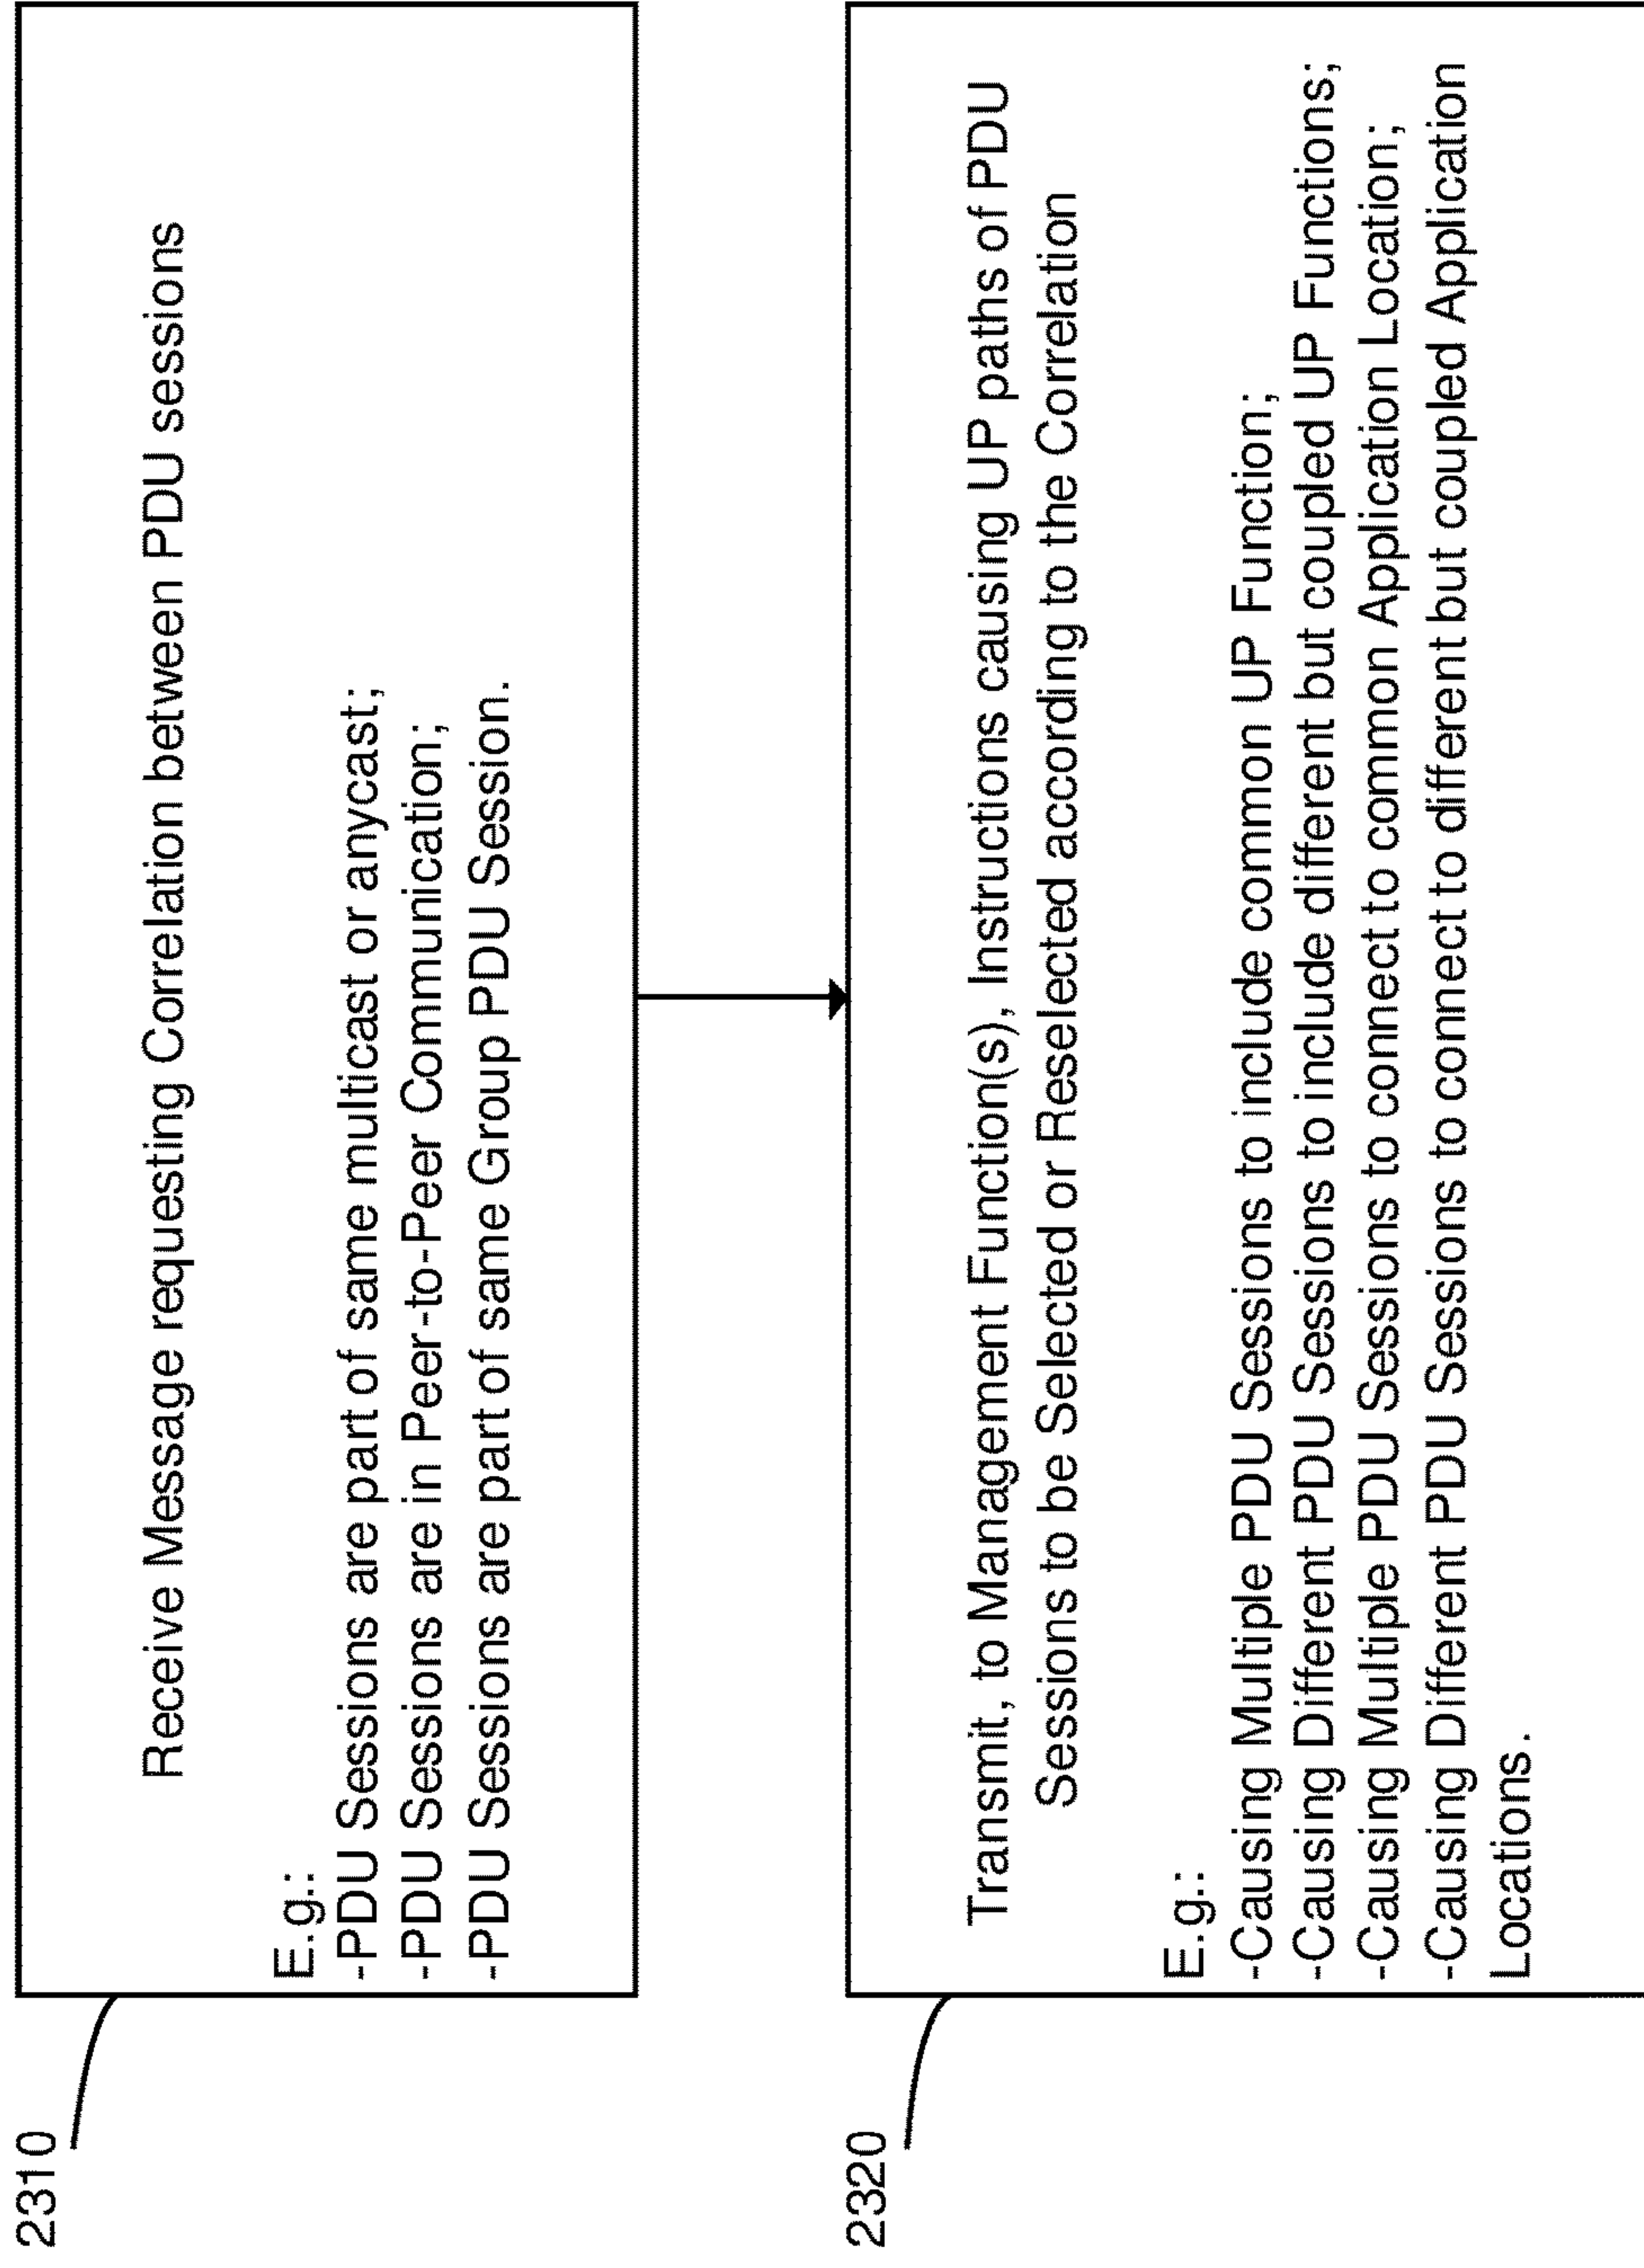 2310
Receive Message requesting Correlation between PDU sessions
E.g.:
-PDU Sessions are part of same multicast or anycast;
-PDU Sessions are in Peer-to-Peer Communication;
-PDU Sessions are part of same Group PDU Session.
2320
Transmit, to Management Function(s), Instructions causing UP paths of PDU
Sessions to be Selected or Reselected according to the Correlation
E.g.:
-Causing Multiple PDU Sessions to include common UP Function;
-Causing Different PDU Sessions to include different but coupled UP Functions;
-Causing Multiple PDU Sessions to connect to common Application Location;
-Causing Different PDU Sessions to connect to different but coupled Application
Locations.